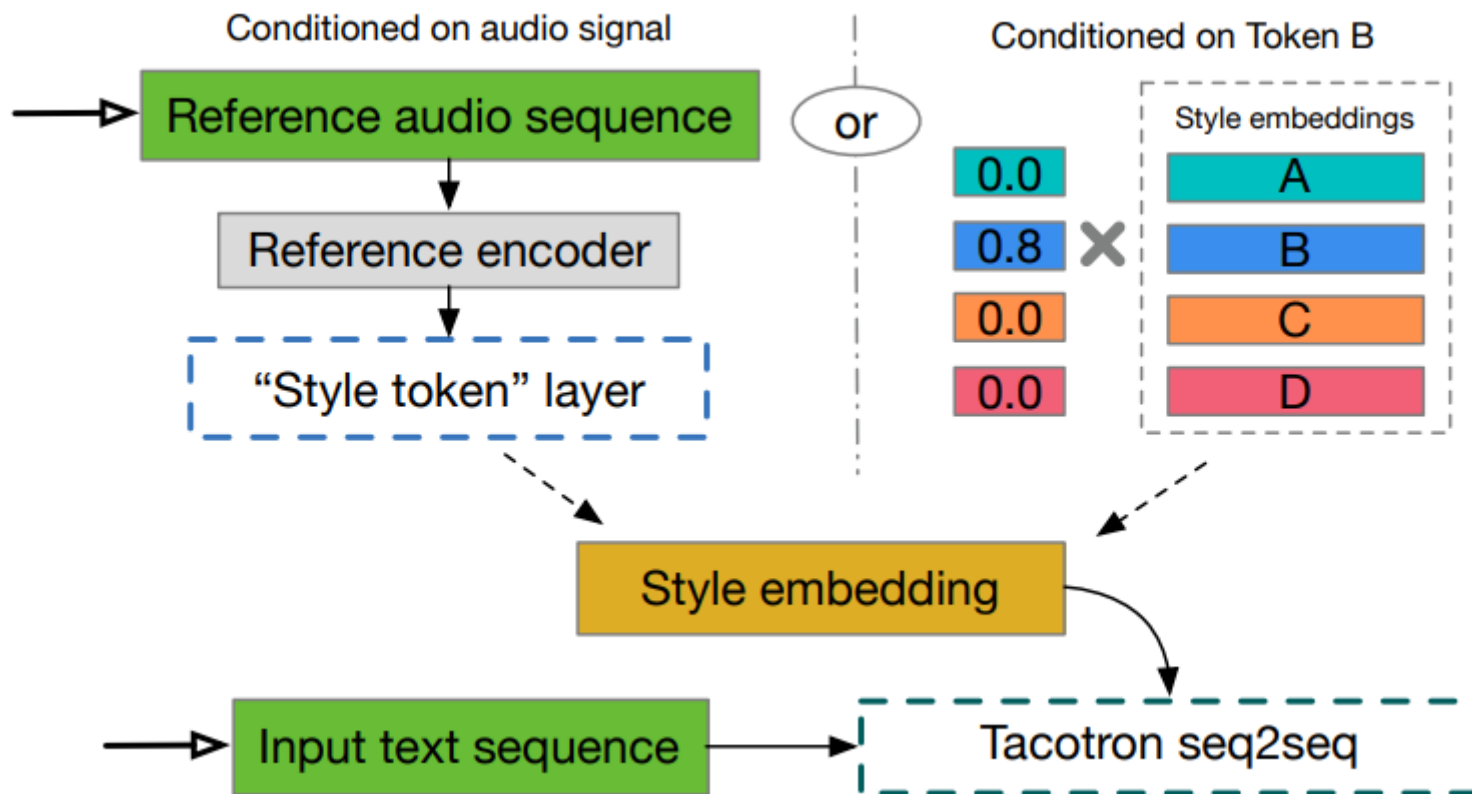 Conditioned on audio signal
Reference audio sequence
Reference encoder
“Style token” layer
or
Conditioned on Token B
Style embeddings
0.0
A
0.8
B
0.0
C
0.0
D
Style embedding
Input text sequence
Tacotron seq2seq